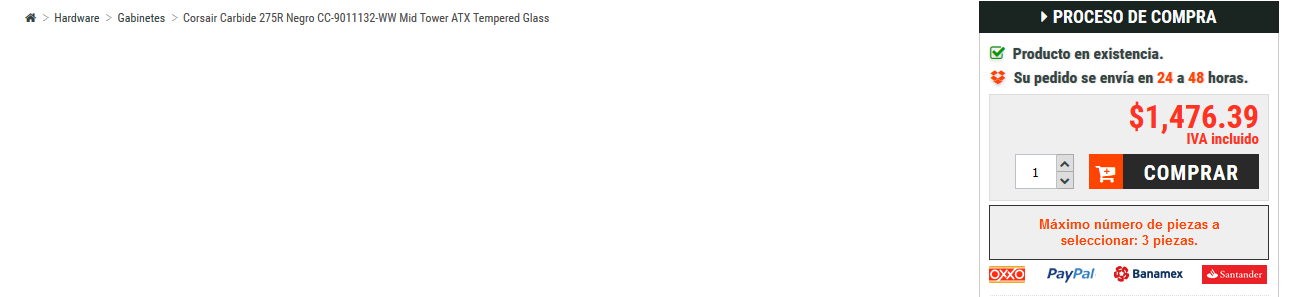 Hardware > Gabinetes > Corsair Carbide 275R Negro CC-9011132-WW Mid Tower ATX Tempered Glass
PROCESO DE COMPRA
Producto en existencia.
Su pedido se envía en 24 a 48 horas.
$1,476.39
IVA incluido
1
COMPRAR
Máximo número de piezas a
seleccionar: 3 piezas.
OXXO PayPal Banamex Santander